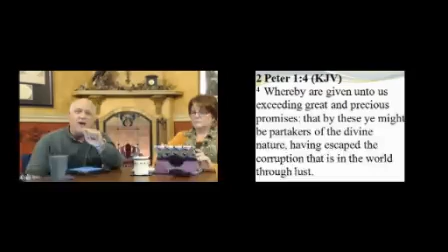 2 Peter 1:4 (KJV)
4 Whereby are given unto us
exceeding great and precious
promises: that by these ye might
be partakers of the divine
nature, having escaped the
corruption that is in the world
through lust.